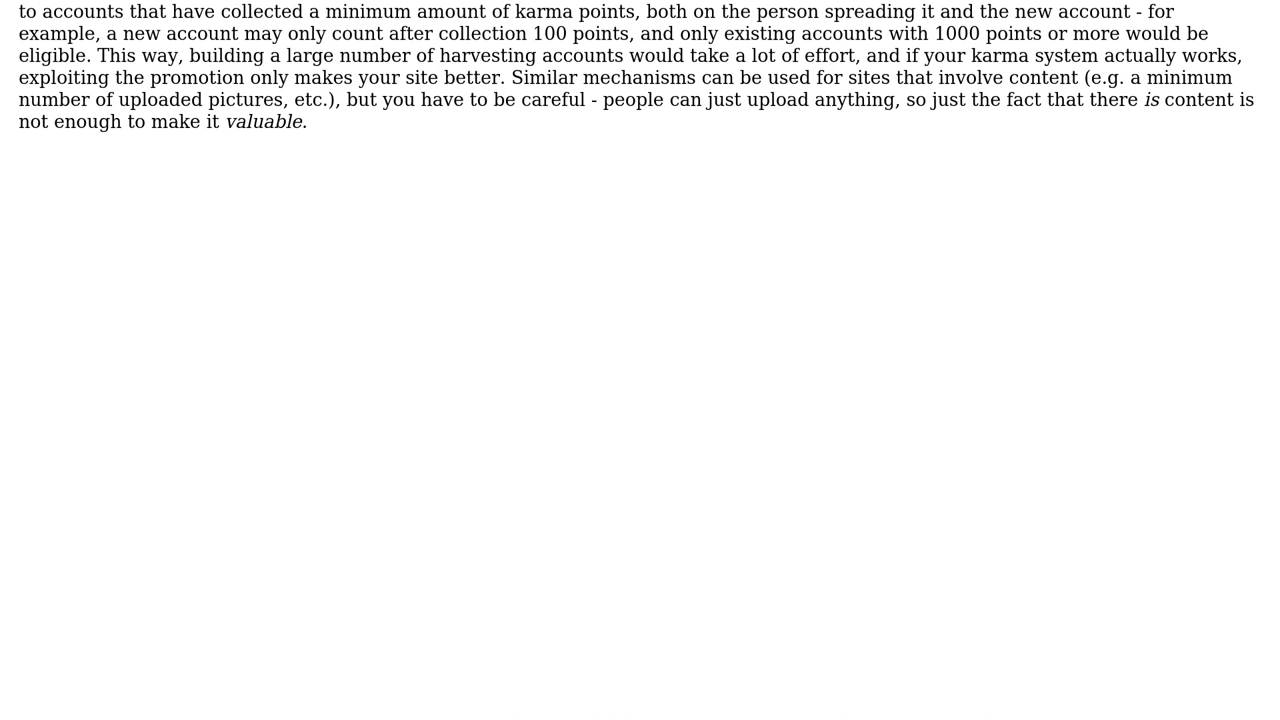 to accounts that have collected a minimum amount of karma points, both on the person spreading it and the new account - for
example, a new account may only count after collection 100 points, and only existing accounts with 1000 points or more would be
eligible. This way, building a large number of harvesting accounts would take a lot of effort, and if your karma system actually works,
exploiting the promotion only makes your site better. Similar mechanisms can be used for sites that involve content (e.g. a minimum
number of uploaded pictures, etc.), but you have to be careful - people can just upload anything, so just the fact that there is content is
not enough to make it valuable.